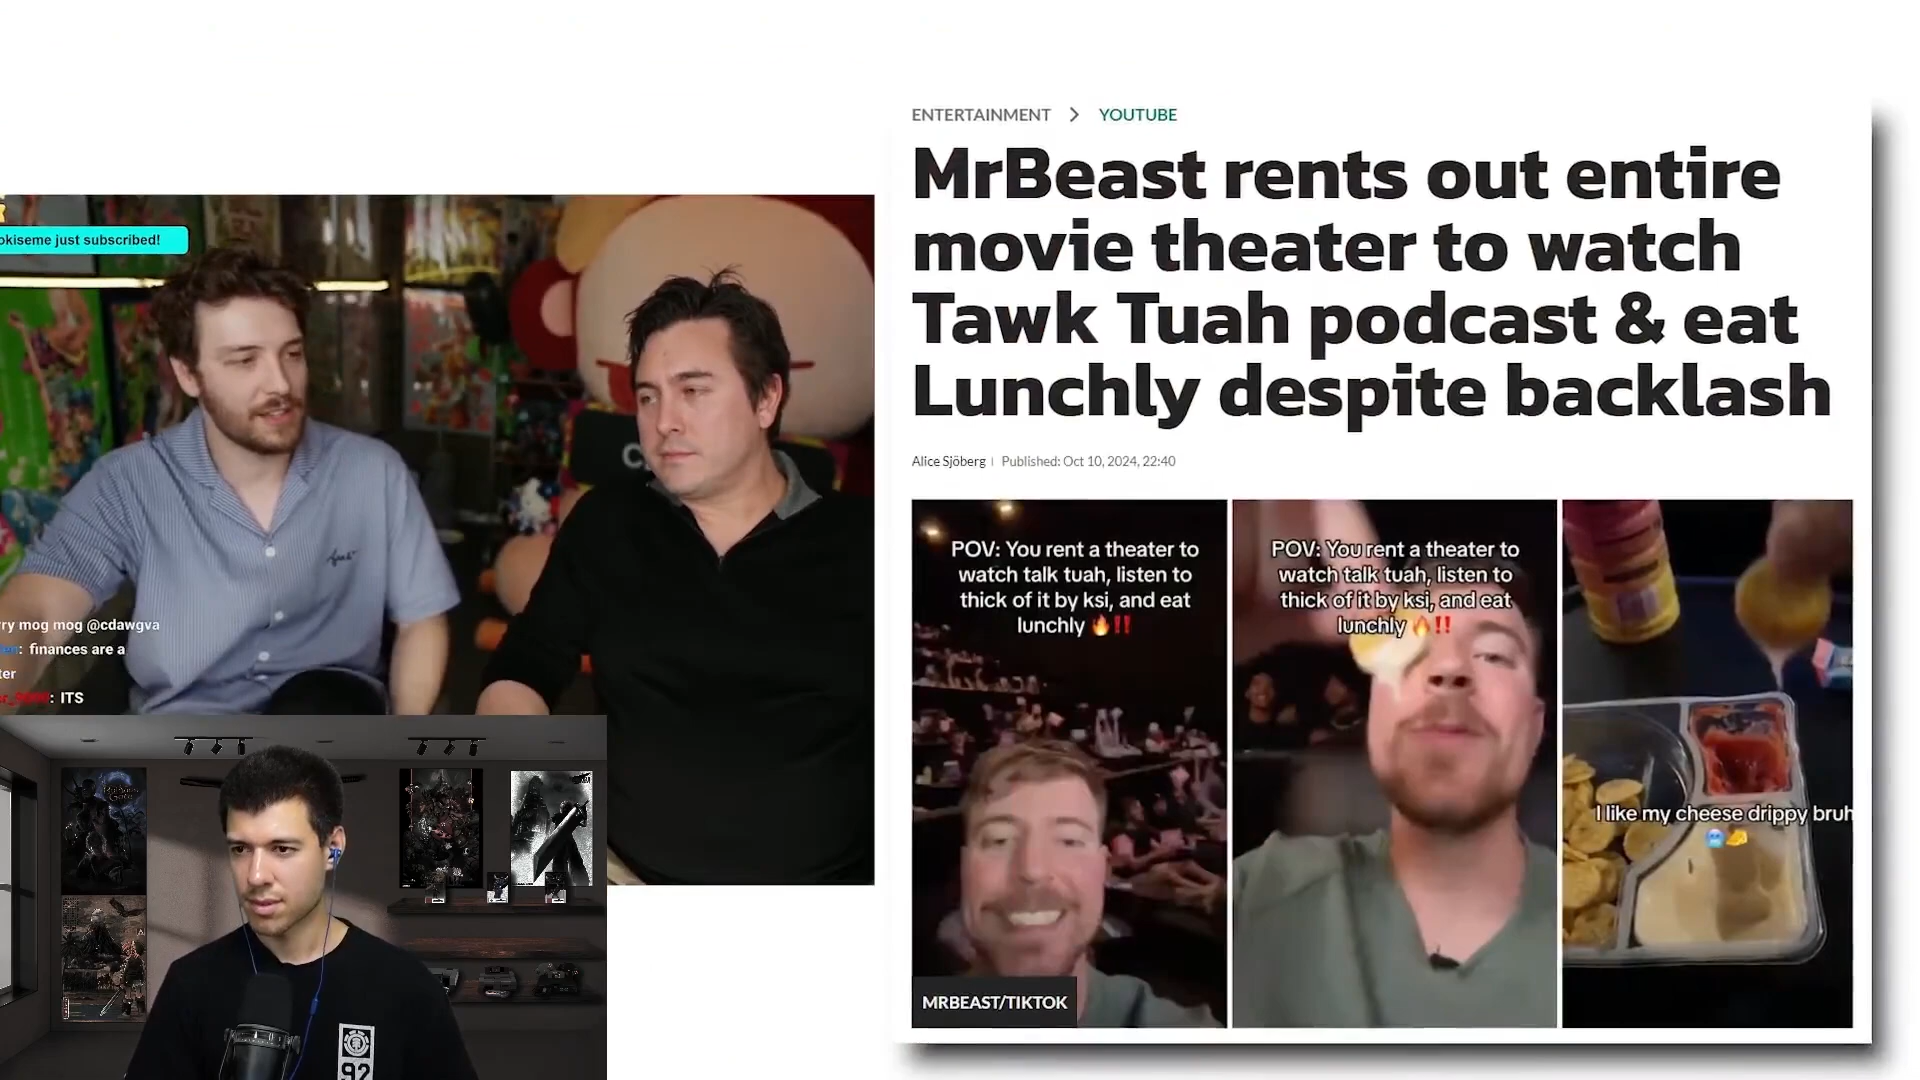 ENTERTAINMENT > YOUTUBE
MrBeast rents out entire
movie theater to watch
Tawk Tuah podcast & eat
Lunchly despite backlash
Alice Sjöberg | Published: Oct 10, 2024, 22:40
POV: You rent a theater to
watch talk tuah, listen to
thick of it by ksi, and eat
lunchly 🔥‼️
POV: You rent a theater to
watch talk tuah, listen to
thick of it by ksi, and eat
lunchly 🔥‼️
I like my cheese drippy bruh
🥶🧀
MRBEAST/TIKTOK
okiseme just subscribed!
rry mog mog @cdawgva
: finances are a
ter
: ITS
92